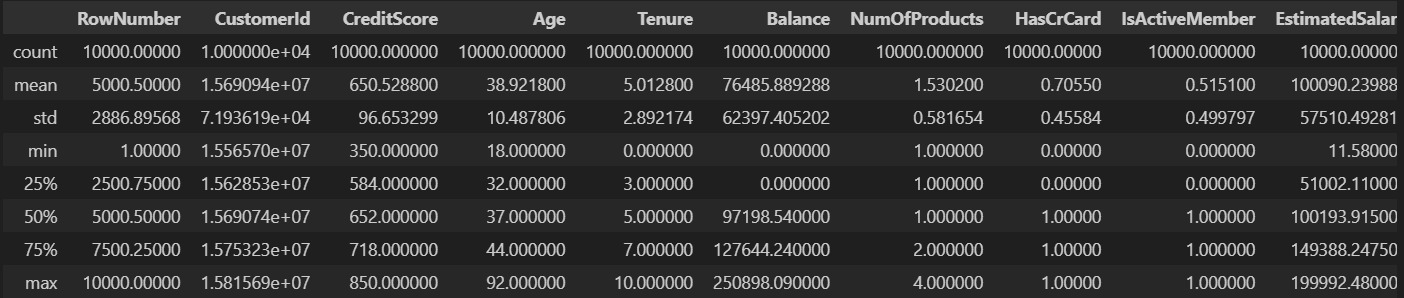 RowNumber CustomerId CreditScore Age Tenure Balance NumOfProducts HasCrCard IsActiveMember EstimatedSalar
count 10000.00000 1.000000e+04 10000.000000 10000.000000 10000.000000 10000.000000 10000.000000 10000.00000 10000.000000 10000.00000
mean 5000.50000 1.569094e+07 650.528800 38.921800 5.012800 76485.889288 1.530200 0.70550 0.515100 100090.23988
std 2886.89568 7.193619e+04 96.653299 10.487806 2.892174 62397.405202 0.581654 0.45584 0.499797 57510.49281
min 1.00000 1.556570e+07 350.000000 18.000000 0.000000 0.000000 1.000000 0.00000 0.000000 11.58000
25% 2500.75000 1.562853e+07 584.000000 32.000000 3.000000 0.000000 1.000000 0.00000 0.000000 51002.11000
50% 5000.50000 1.569074e+07 652.000000 37.000000 5.000000 97198.540000 1.000000 1.00000 1.000000 100193.91500
75% 7500.25000 1.575323e+07 718.000000 44.000000 7.000000 127644.240000 2.000000 1.00000 1.000000 149388.24750
max 10000.00000 1.581569e+07 850.000000 92.000000 10.000000 250898.090000 4.000000 1.00000 1.000000 199992.48000